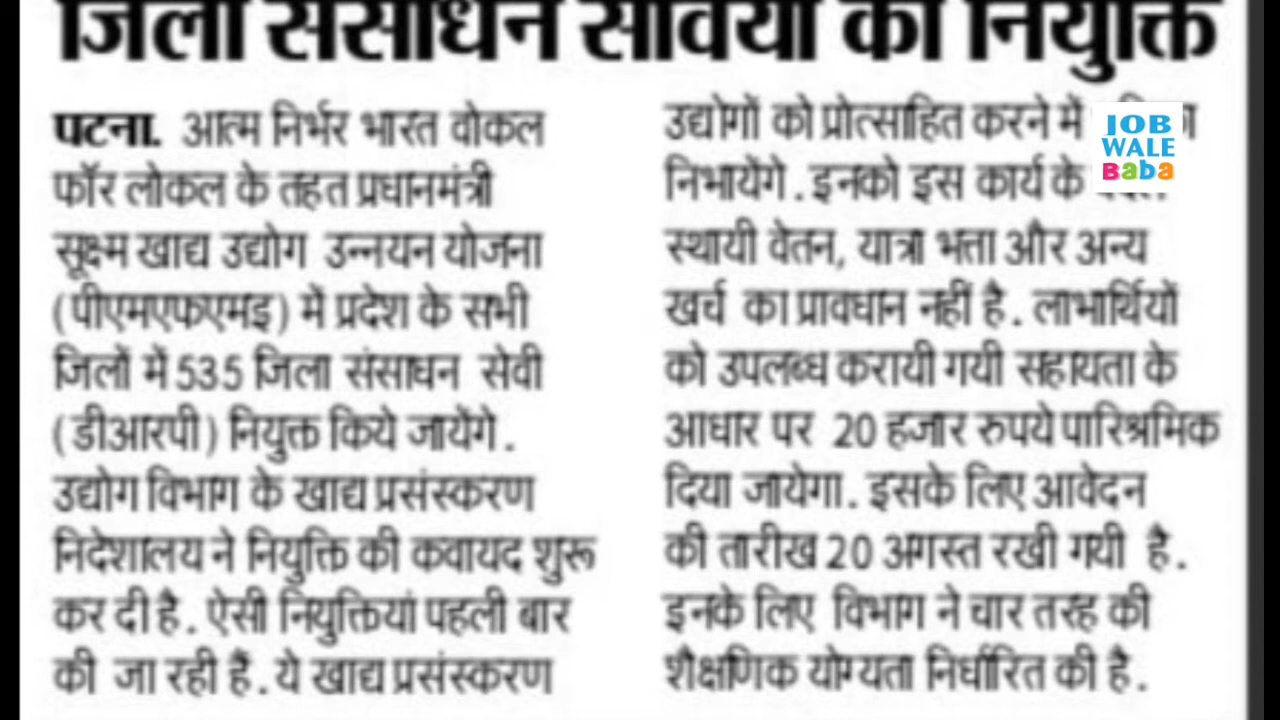 जिला संसाधन सेवियों की नियुक्ति
पटना. आत्म निर्भर भारत वोकल
फॉर लोकल के तहत प्रधानमंत्री
सूक्ष्म खाद्य उद्योग उन्नयन योजना
(पीएमएफएमइ) में प्रदेश के सभी
जिलों में 535 जिला संसाधन सेवी
(डीआरपी) नियुक्त किये जायेंगे.
उद्योग विभाग के खाद्य प्रसंस्करण
निदेशालय ने नियुक्ति की कवायद शुरू
कर दी है. ऐसी नियुक्तियां पहली बार
की जा रही हैं. ये खाद्य प्रसंस्करण
उद्योगों को प्रोत्साहित करने में
निभायेंगे. इनको इस कार्य के
स्थायी वेतन, यात्रा भत्ता और अन्य
खर्च का प्रावधान नहीं है. लाभार्थियों
को उपलब्ध करायी गयी सहायता के
आधार पर 20 हजार रुपये पारिश्रमिक
दिया जायेगा. इसके लिए आवेदन
की तारीख 20 अगस्त रखी गयी है.
इनके लिए विभाग ने चार तरह की
शैक्षणिक योग्यता निर्धारित की है.
JOB
WALE
Baba